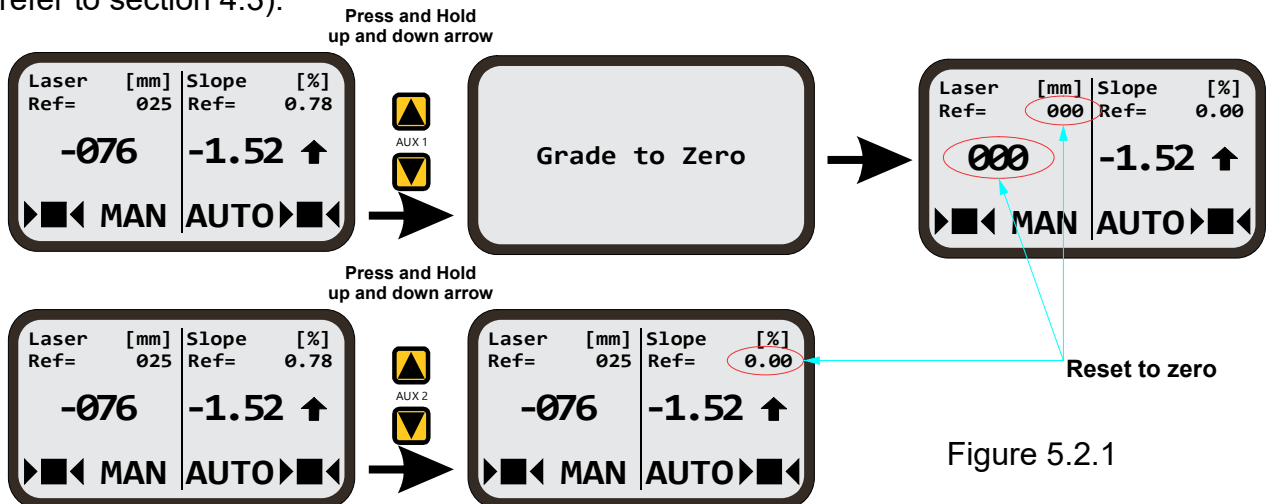 refer to section 4.3).
Press and Hold
up and down arrow
Laser [mm] Slope [%]
Ref= 025 Ref= 0.78
-076 -1.52
MAN AUTO
AUX 1
Grade to Zero
Laser [mm] Slope [%]
Ref= 000 Ref= 0.00
000 -1.52
MAN AUTO
Press and Hold
up and down arrow
Laser [mm] Slope [%]
Ref= 025 Ref= 0.78
-076 -1.52
MAN AUTO
AUX 2
Laser [mm] Slope [%]
Ref= 025 Ref= 0.00
-076 -1.52
MAN AUTO
Reset to zero
Figure 5.2.1